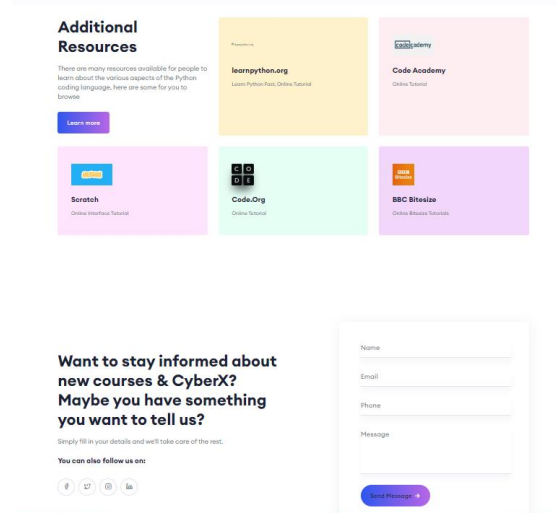 Additional
Resources
There are many resources available for people to
learn about the various aspects of the Python
coding language, here are some for you to
browse
Learn more
learnpython.org
Learn Python Fast, Online Tutorial
codecademy
Code Academy
Online Tutorial
Scratch
Online Interface Tutorial
C O
D E
Code.Org
Online Tutorial
BBC
Bitesize
BBC Bitesize
Online Bitesize Tutorials
Want to stay informed about
new courses & CyberX?
Maybe you have something
you want to tell us?
Simply fill in your details and we'll take care of the rest.
You can also follow us on:
Name
Email
Phone
Message
Send Message